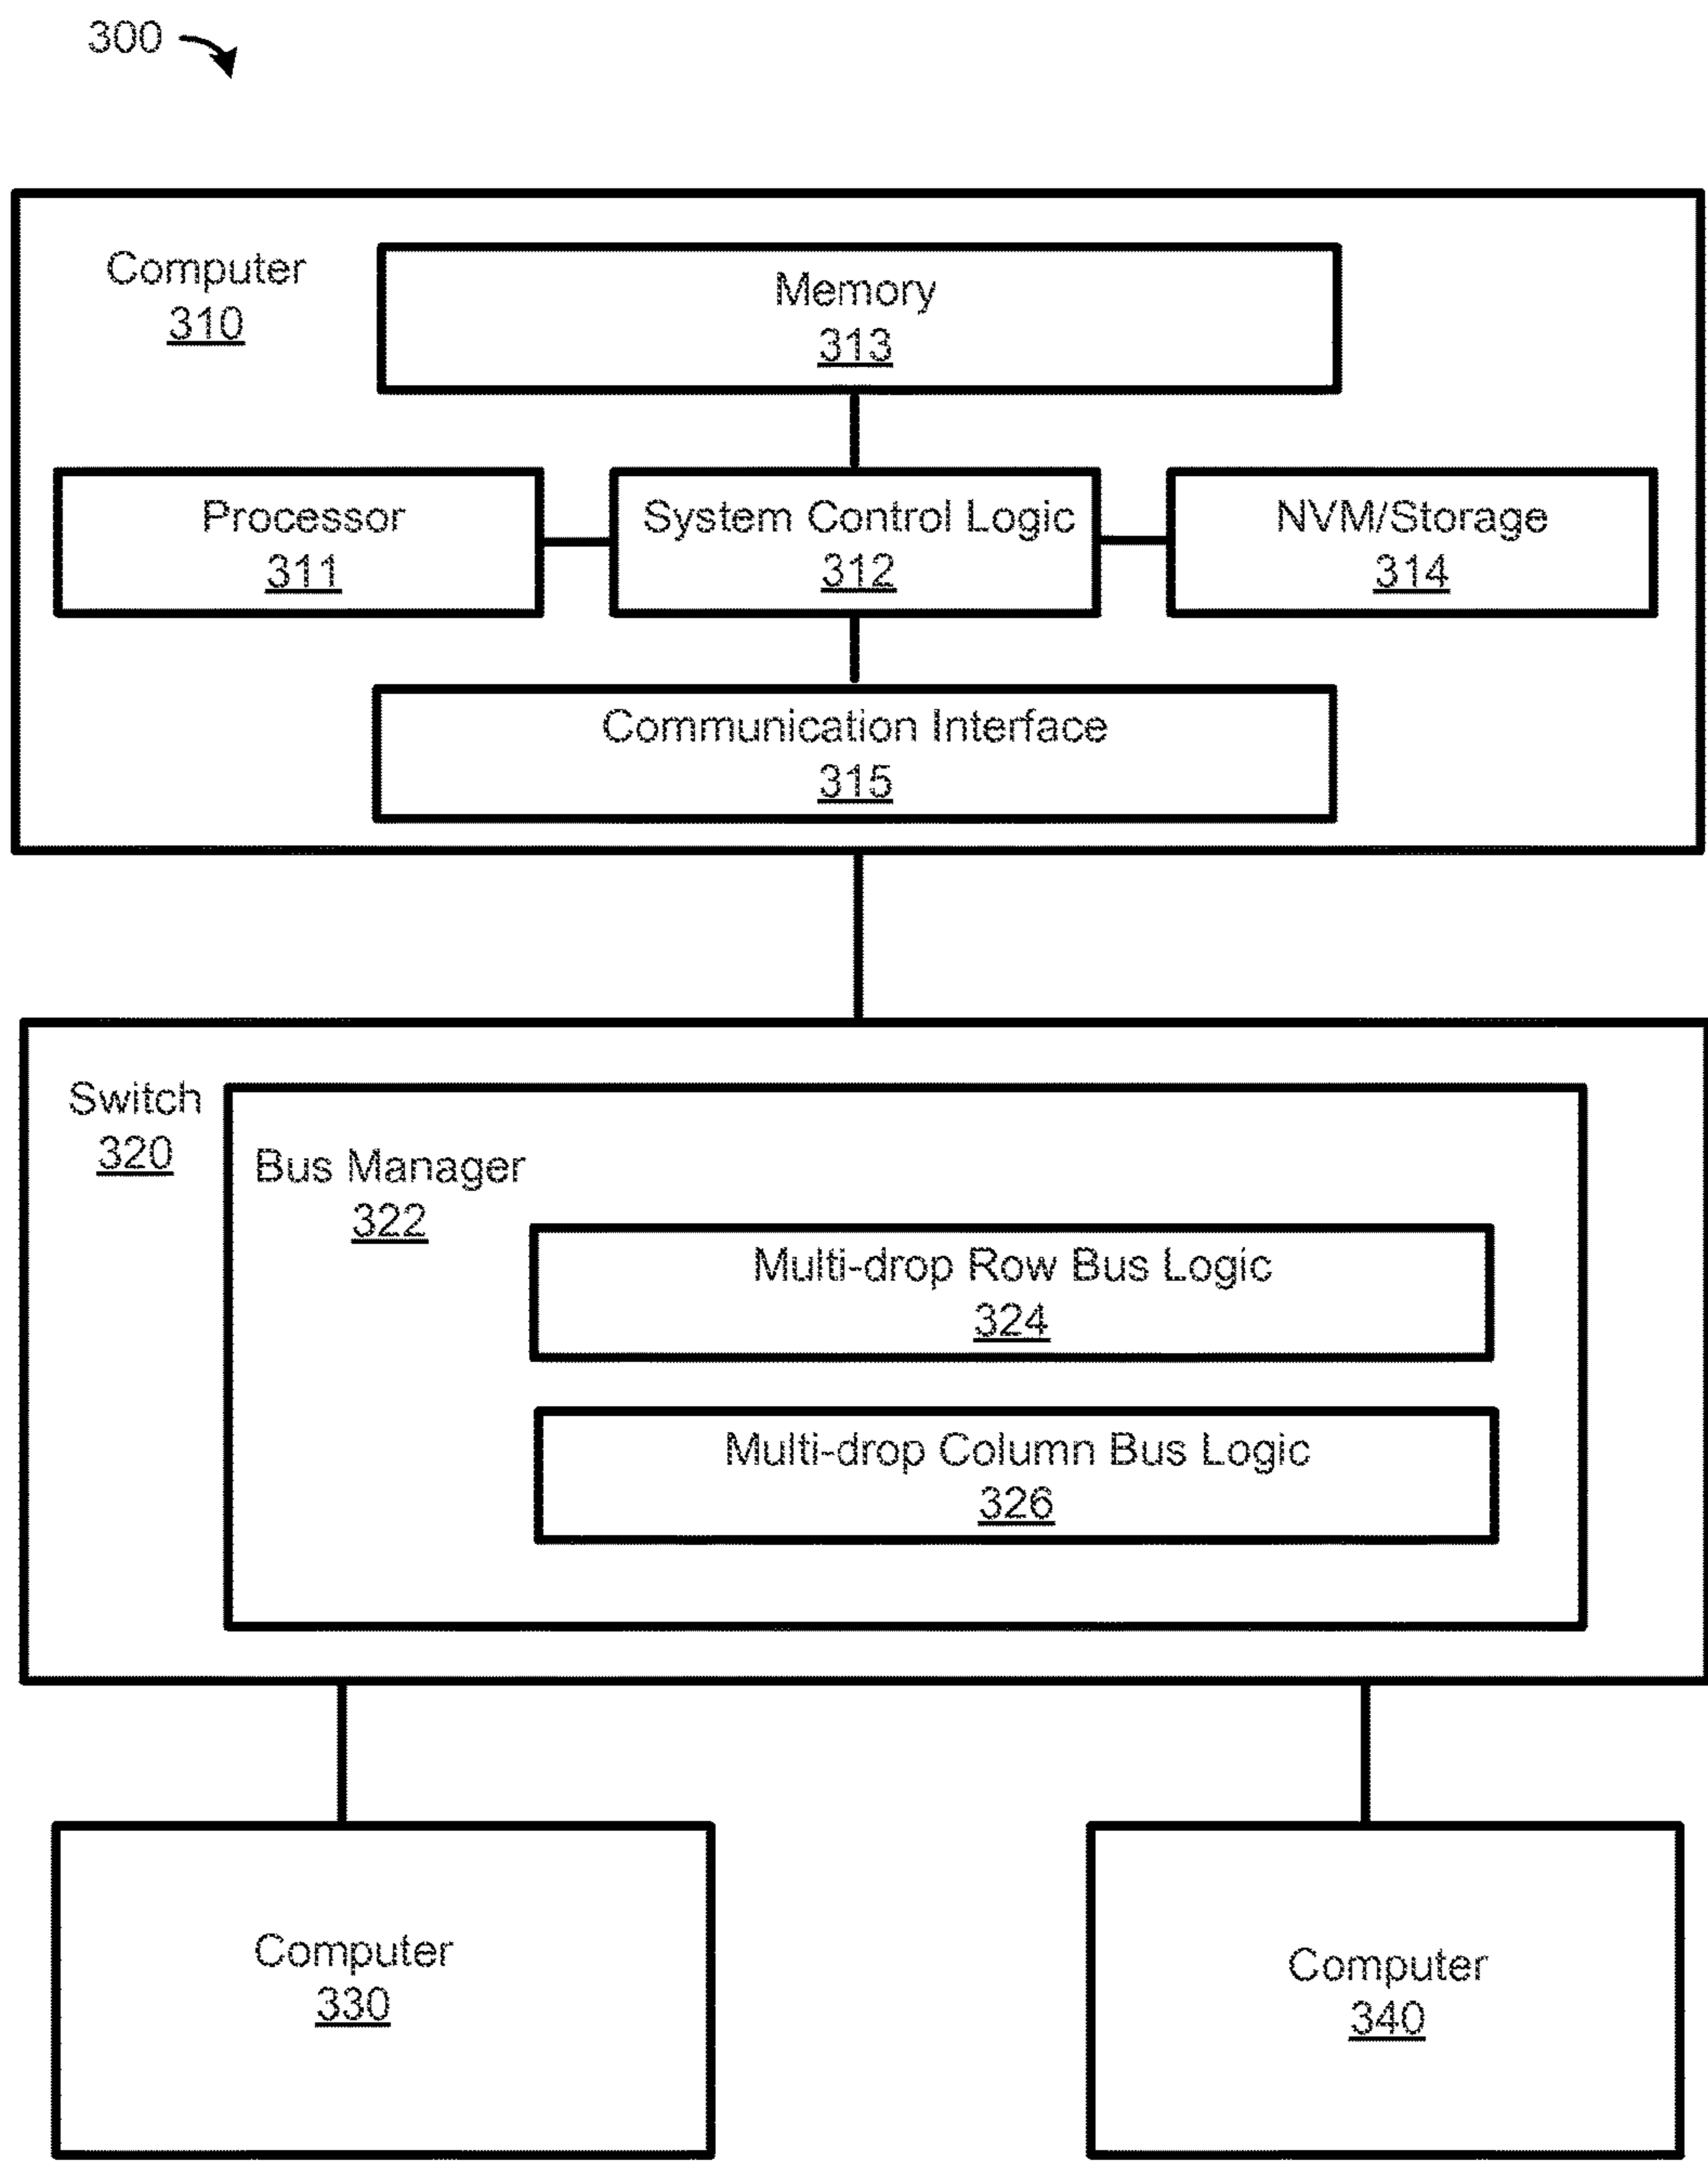 300
Computer
310
Memory
313
Processor
311
System Control Logic
312
NVM/Storage
314
Communication Interface
315
Switch
320
Bus Manager
322
Multi-drop Row Bus Logic
324
Multi-drop Column Bus Logic
326
Computer
330
Computer
340